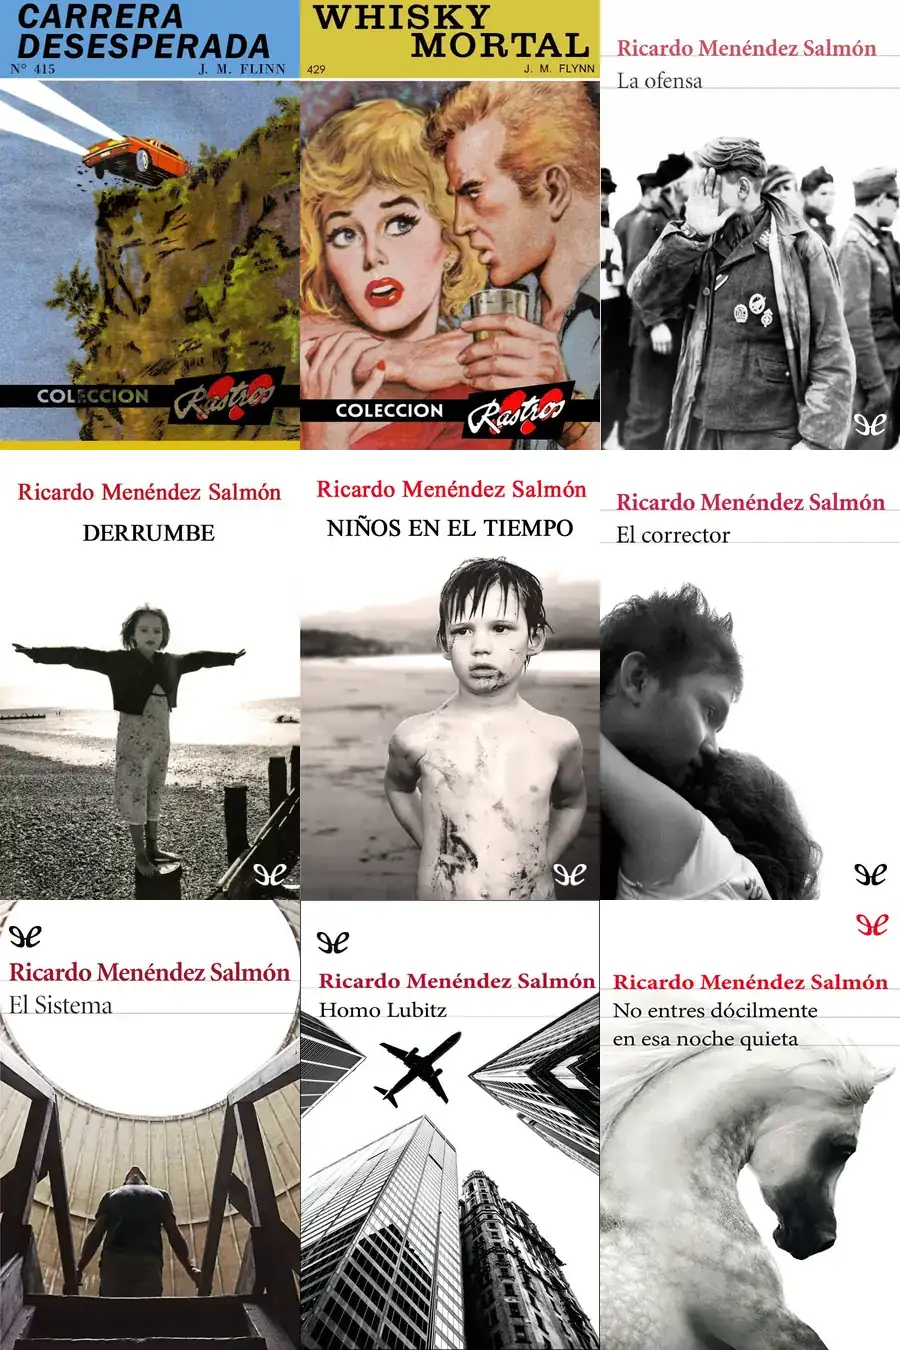 CARRERA
DESESPERADA
N° 415 J. M. FLINN
COLECCION Rastros
WHISKY
MORTAL
429 J. M. FLYNN
COLECCION Rastros
Ricardo Menéndez Salmón
La ofensa
Ricardo Menéndez Salmón
DERRUMBE
Ricardo Menéndez Salmón
NIÑOS EN EL TIEMPO
Ricardo Menéndez Salmón
El corrector
Ricardo Menéndez Salmón
El Sistema
Ricardo Menéndez Salmón
Homo Lubitz
Ricardo Menéndez Salmón
No entres dócilmente
en esa noche quieta